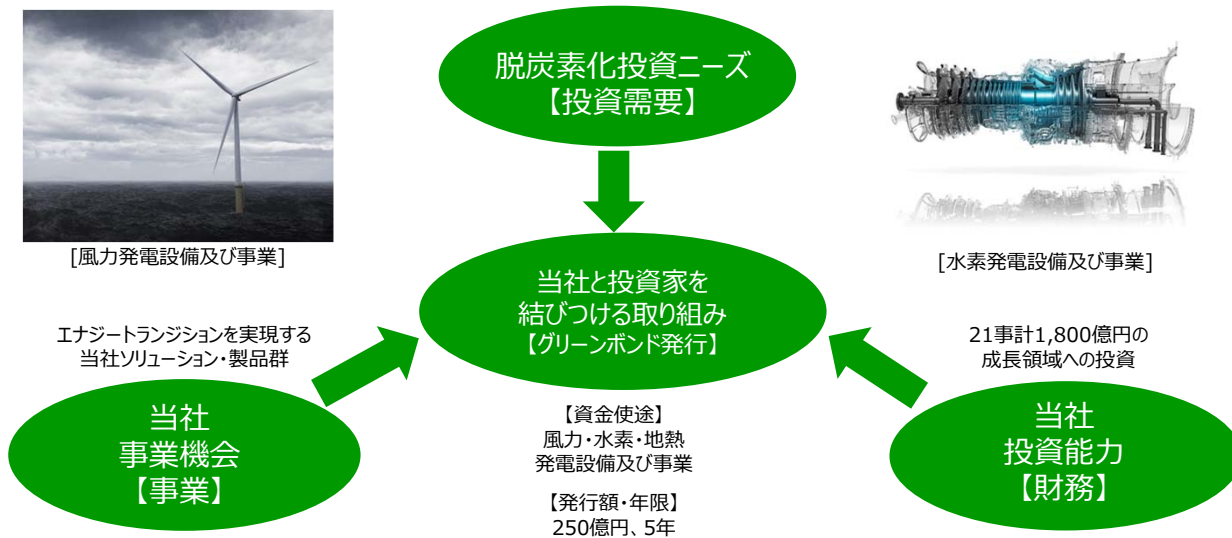 脱炭素化投資ニーズ
【投資需要】
[風力発電設備及び事業]
[水素発電設備及び事業]
当社と投資家を
結びつける取り組み
【グリーンボンド発行】
エナジートランジションを実現する
当社ソリューション・製品群
21事計1,800億円の
成長領域への投資
当社
事業機会
【事業】
【資金使途】
風力・水素・地熱
発電設備及び事業
【発行額・年限】
250億円、5年
当社
投資能力
【財務】